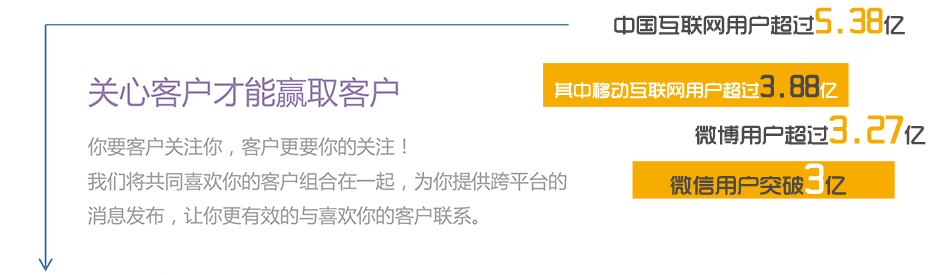 中国互联网用户超过5.38亿
关心客户才能赢取客户
其中移动互联网用户超过3.88亿
微博用户超过3.27亿
你要客户关注你，客户更要你的关注！
我们将共同喜欢你的客户组合在一起，为你提供跨平台的
微信用户突破3亿
消息发布，让你更有效的与喜欢你的客户联系。